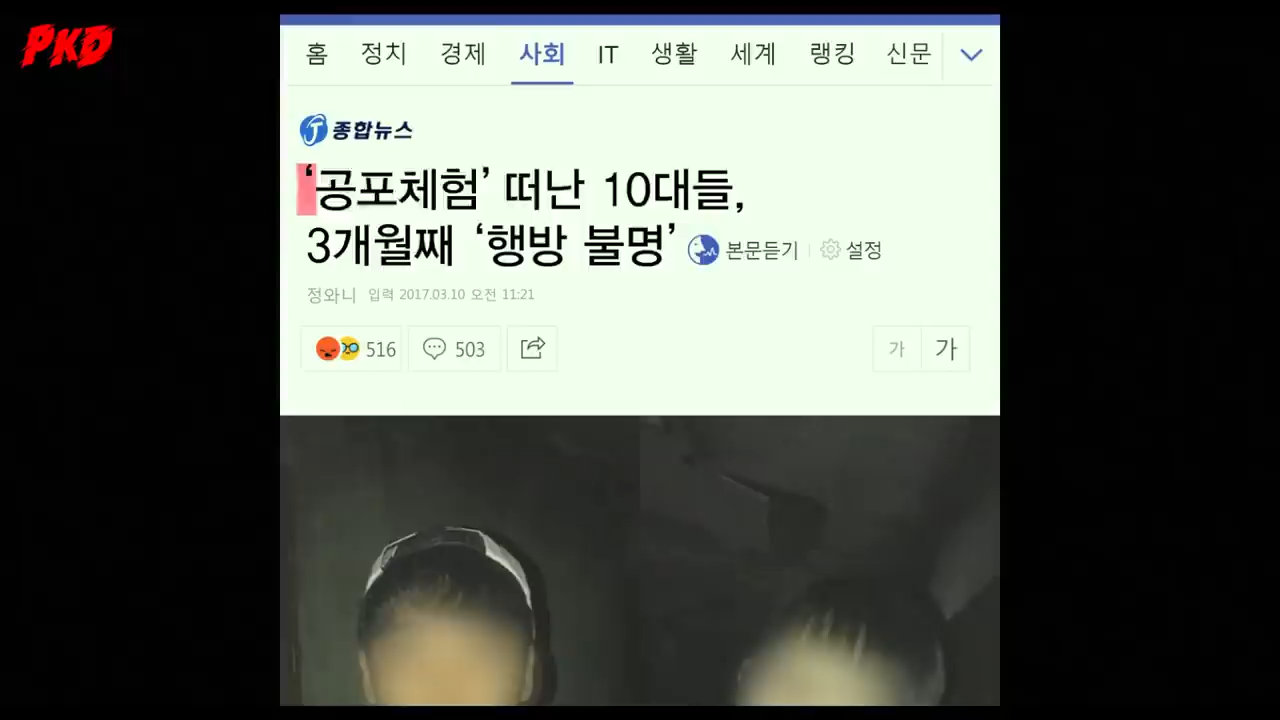 PKD
홈 정치 경제 사회 IT 생활 세계 랭킹 신문
종합뉴스
‘공포체험’ 떠난 10대들,
3개월째 ‘행방 불명’ 본문듣기 설정
정와니 입력 2017.03.10 오전 11:21
516 503 가 가